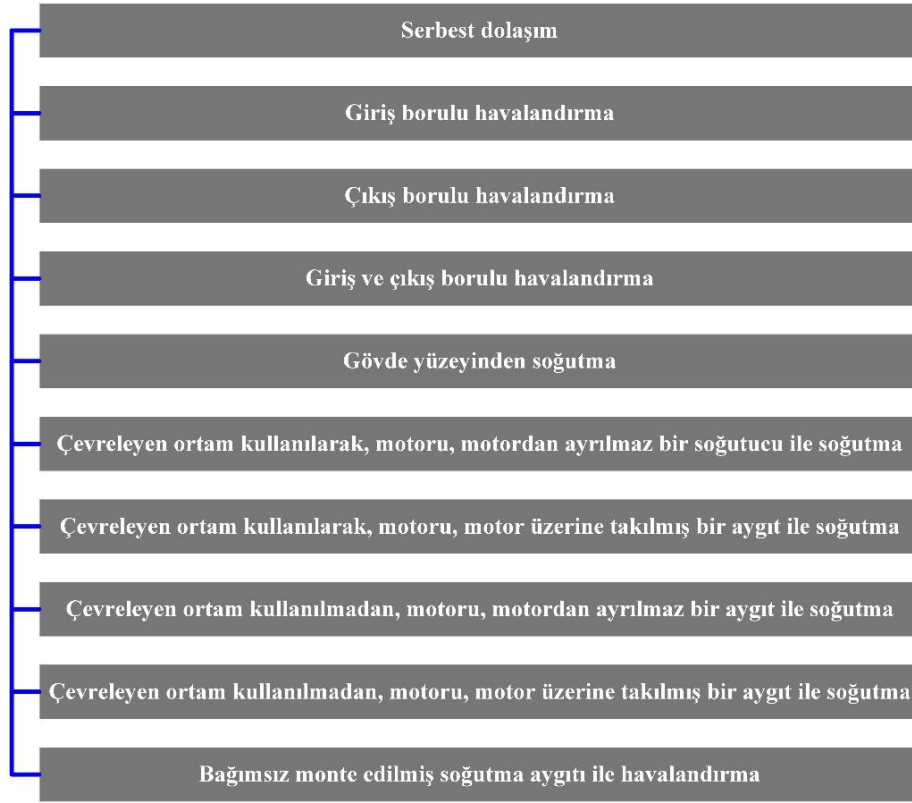 Serbest dolaşım
Giriş borulu havalandırma
Çıkış borulu havalandırma
Giriş ve çıkış borulu havalandırma
Gövde yüzeyinden soğutma
Çevreleyen ortam kullanılarak, motoru, motordan ayrılmaz bir soğutucu ile soğutma
Çevreleyen ortam kullanılarak, motoru, motor üzerine takılmış bir aygıt ile soğutma
Çevreleyen ortam kullanılmadan, motoru, motordan ayrılmaz bir aygıt ile soğutma
Çevreleyen ortam kullanılmadan, motoru, motor üzerine takılmış bir aygıt ile soğutma
Bağımsız monte edilmiş soğutma aygıtı ile havalandırma